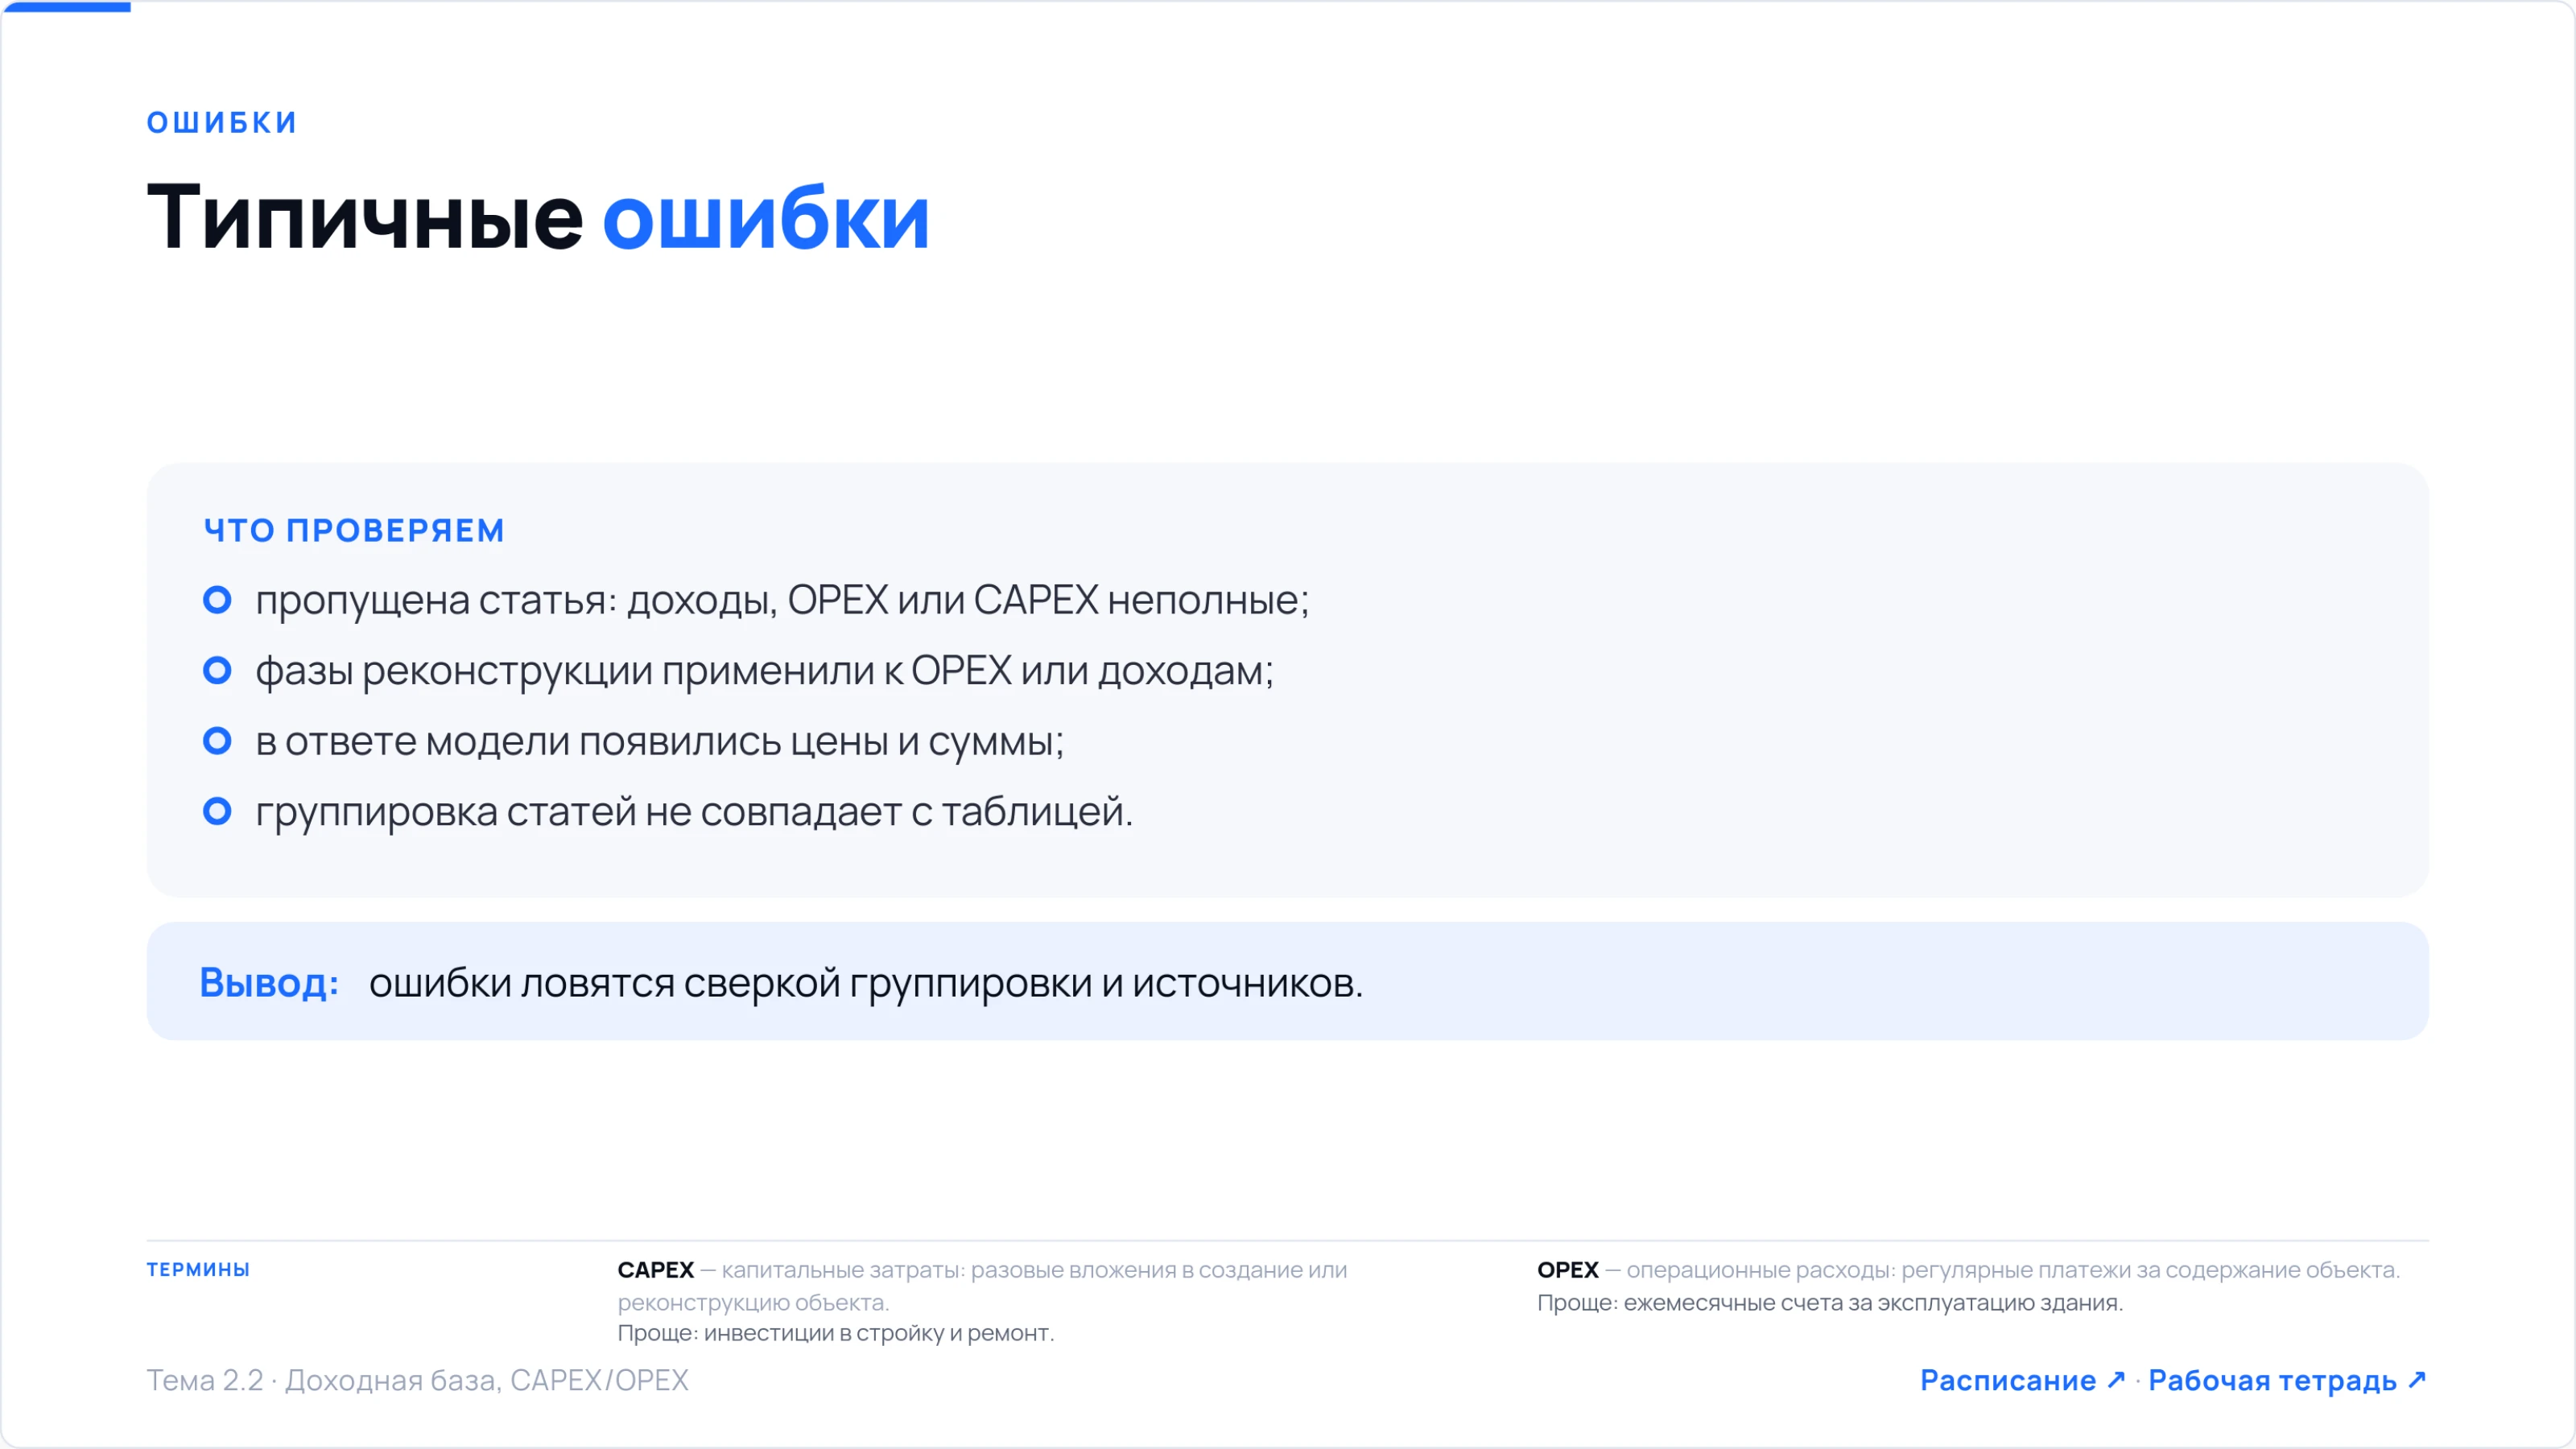 ОШИБКИ
Типичные ошибки
ЧТО ПРОВЕРЯЕМ
пропущена статья: доходы, OPEX или CAPEX неполные;
фазы реконструкции применили к OPEX или доходам;
в ответе модели появились цены и суммы;
группировка статей не совпадает с таблицей.
Вывод: ошибки ловятся сверкой группировки и источников.
ТЕРМИНЫ
CAPEX — капитальные затраты: разовые вложения в создание или
реконструкцию объекта.
Проще: инвестиции в стройку и ремонт.
OPEX — операционные расходы: регулярные платежи за содержание объекта.
Проще: ежемесячные счета за эксплуатацию здания.
Тема 2.2 · Доходная база, CAPEX/OPEX
Расписание ↗ · Рабочая тетрадь ↗